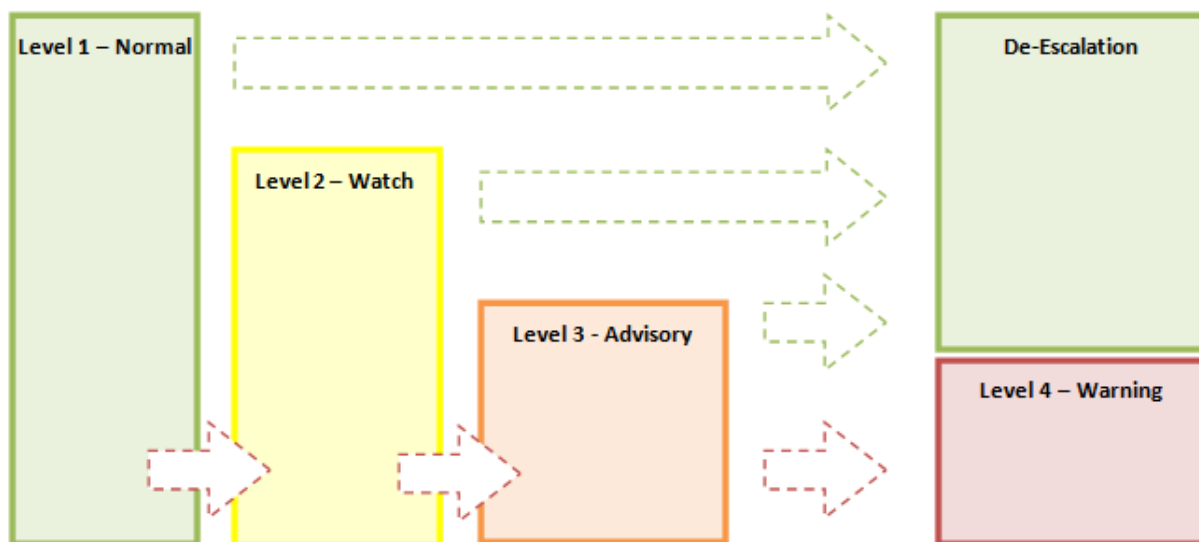 Level 1 – Normal
De-Escalation
Level 2 – Watch
Level 3 - Advisory
Level 4 – Warning